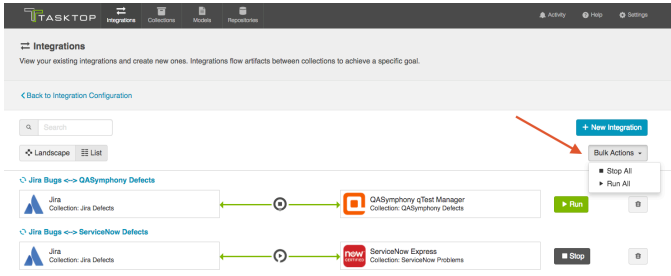 TASKTOP
Integrations
Collections
Models
Repositories
Activity
Help
Settings
Integrations
View your existing integrations and create new ones. Integrations flow artifacts between collections to achieve a specific goal.
Back to Integration Configuration
Search
+ New Integration
Landscape
List
Bulk Actions
Stop All
Run All
Jira Bugs <--> QASymphony Defects
Jira
Collection: Jira Defects
QASymphony qTest Manager
Collection: QASymphony Defects
Run
Jira Bugs <--> ServiceNow Defects
Jira
Collection: Jira Defects
now
ServiceNow Express
Collection: ServiceNow Problems
Stop